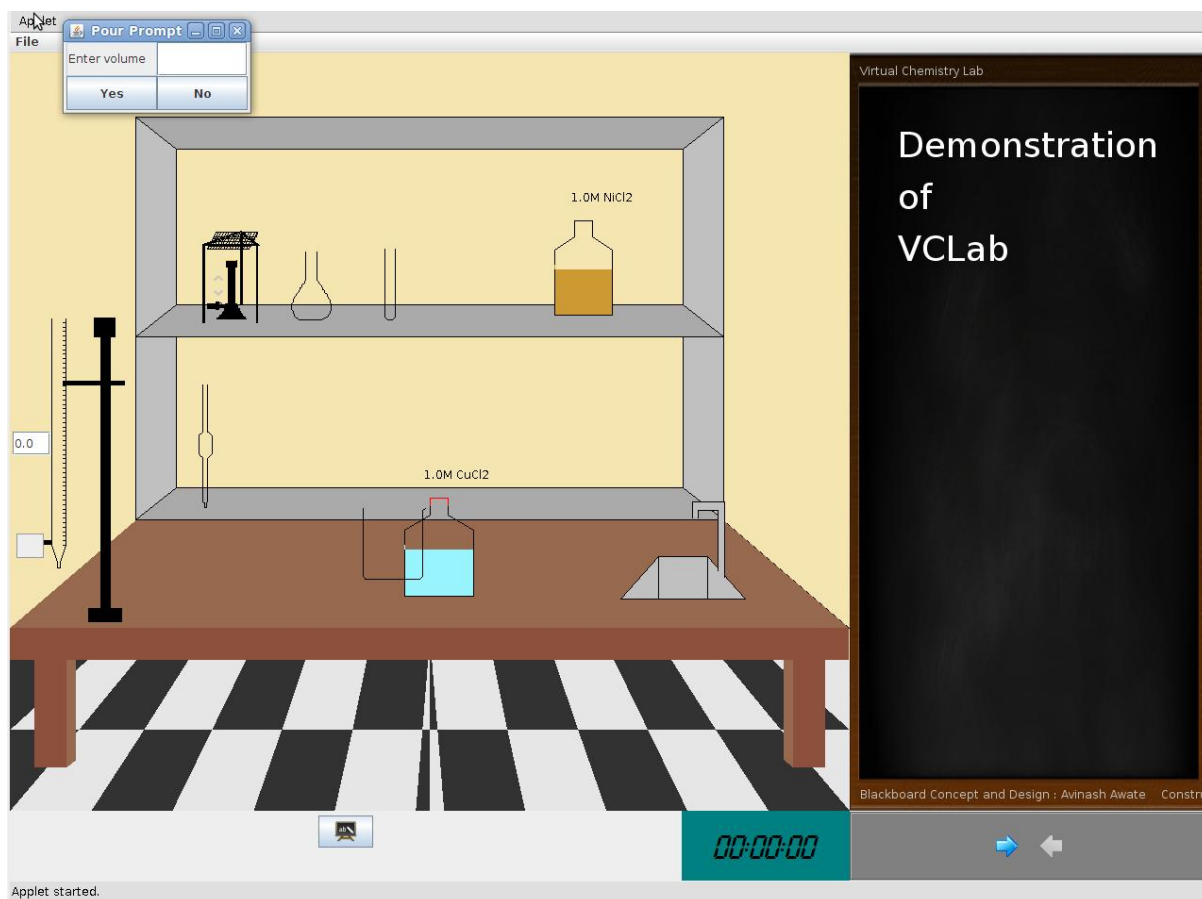 Applet
Pour Prompt
File
Enter volume
Yes No
Virtual Chemistry Lab
Demonstration
of
VCLab
1.0M NiCl2
0.0
1.0M CuCl2
Blackboard Concept and Design : Avinash Awate Constru
00:00:00
Applet started.